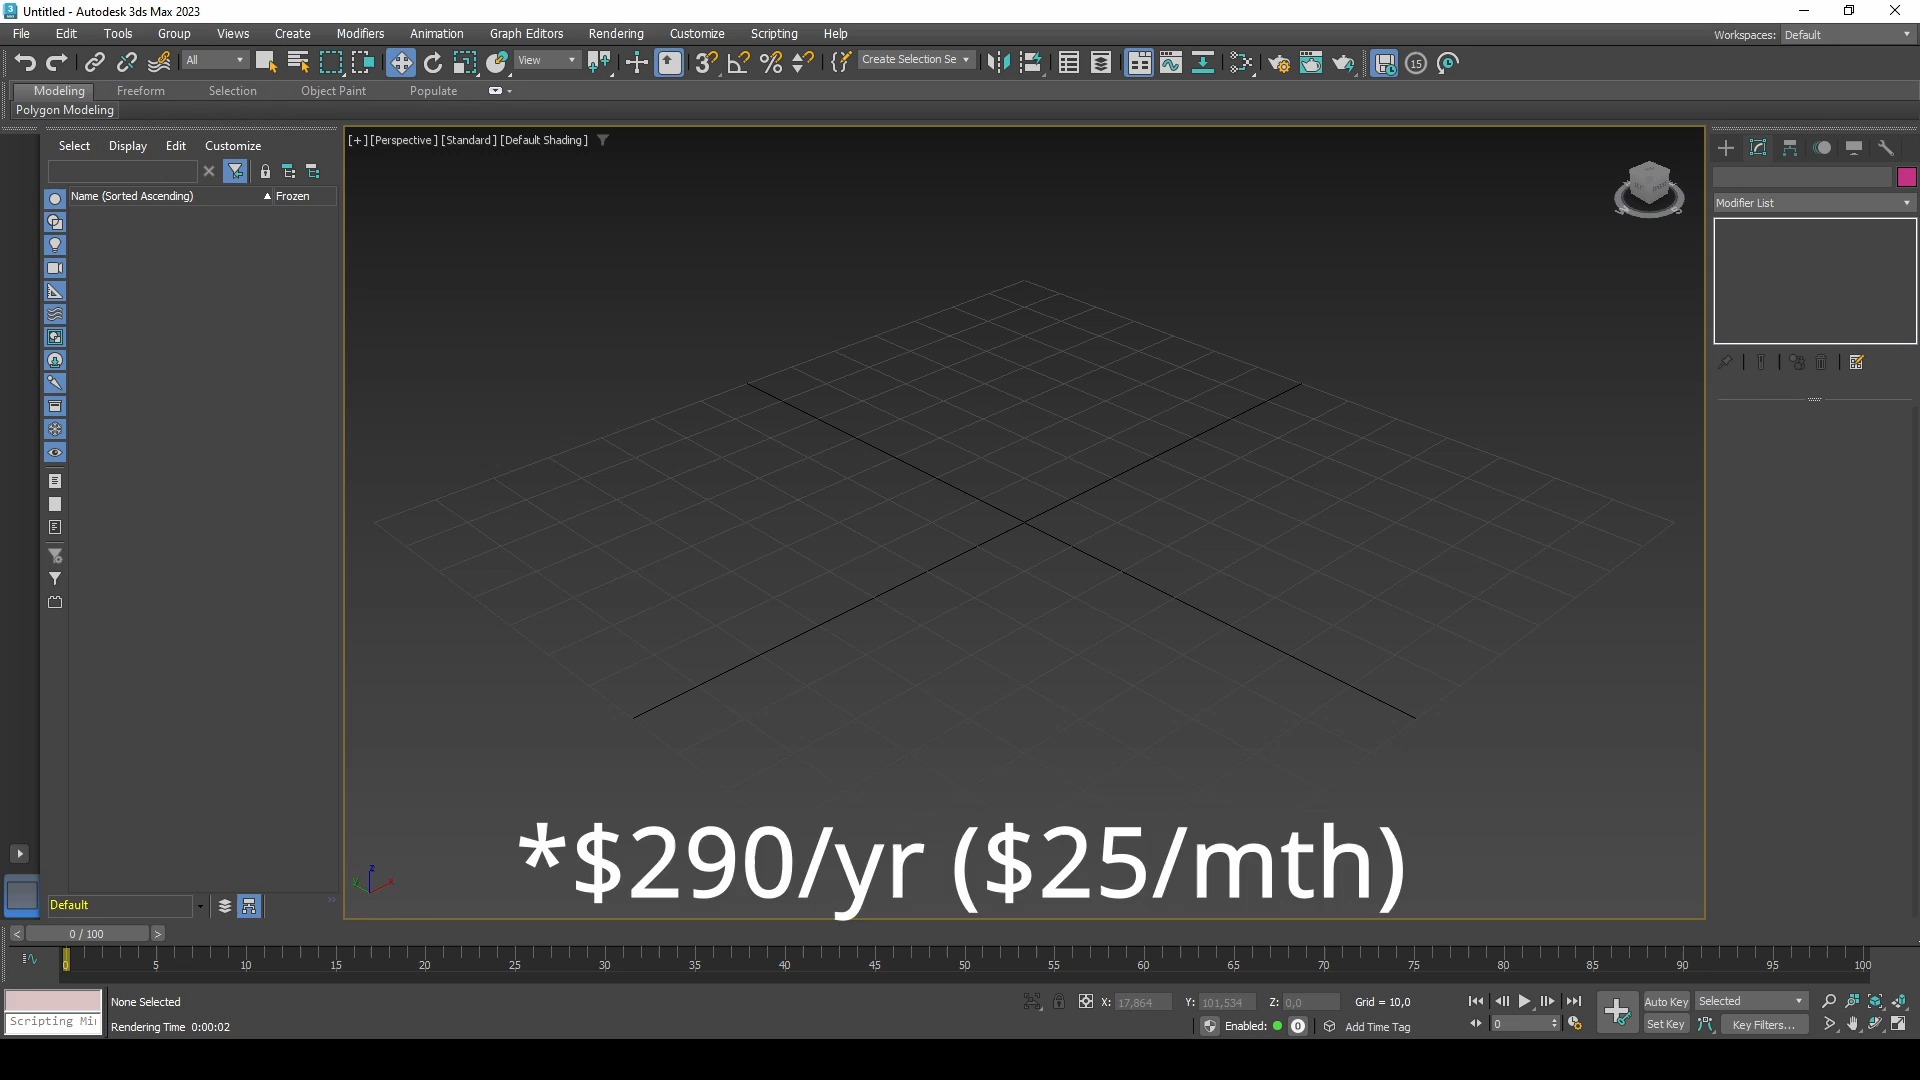 Untitled - Autodesk 3ds Max 2023
File Edit Tools Group Views Create Modifiers Animation Graph Editors Rendering Customize Scripting Help
Workspaces: Default
All View Create Selection Se 15
Modeling Freeform Selection Object Paint Populate
Polygon Modeling
Select Display Edit Customize
Name (Sorted Ascending) Frozen
[+] [Perspective] [Standard] [Default Shading]
Modifier List
*$290/yr ($25/mth)
z
y x
Default
< 0 / 100 >
0 5 10 15 20 25 30 35 40 45 50 55 60 65 70 75 80 85 90 95 100
None Selected
X: 17,864 Y: 101,534 Z: 0,0 Grid = 10,0
Auto Key Selected
Scripting Mi
Rendering Time 0:00:02
Enabled: 0 Add Time Tag
0
Set Key Key Filters...